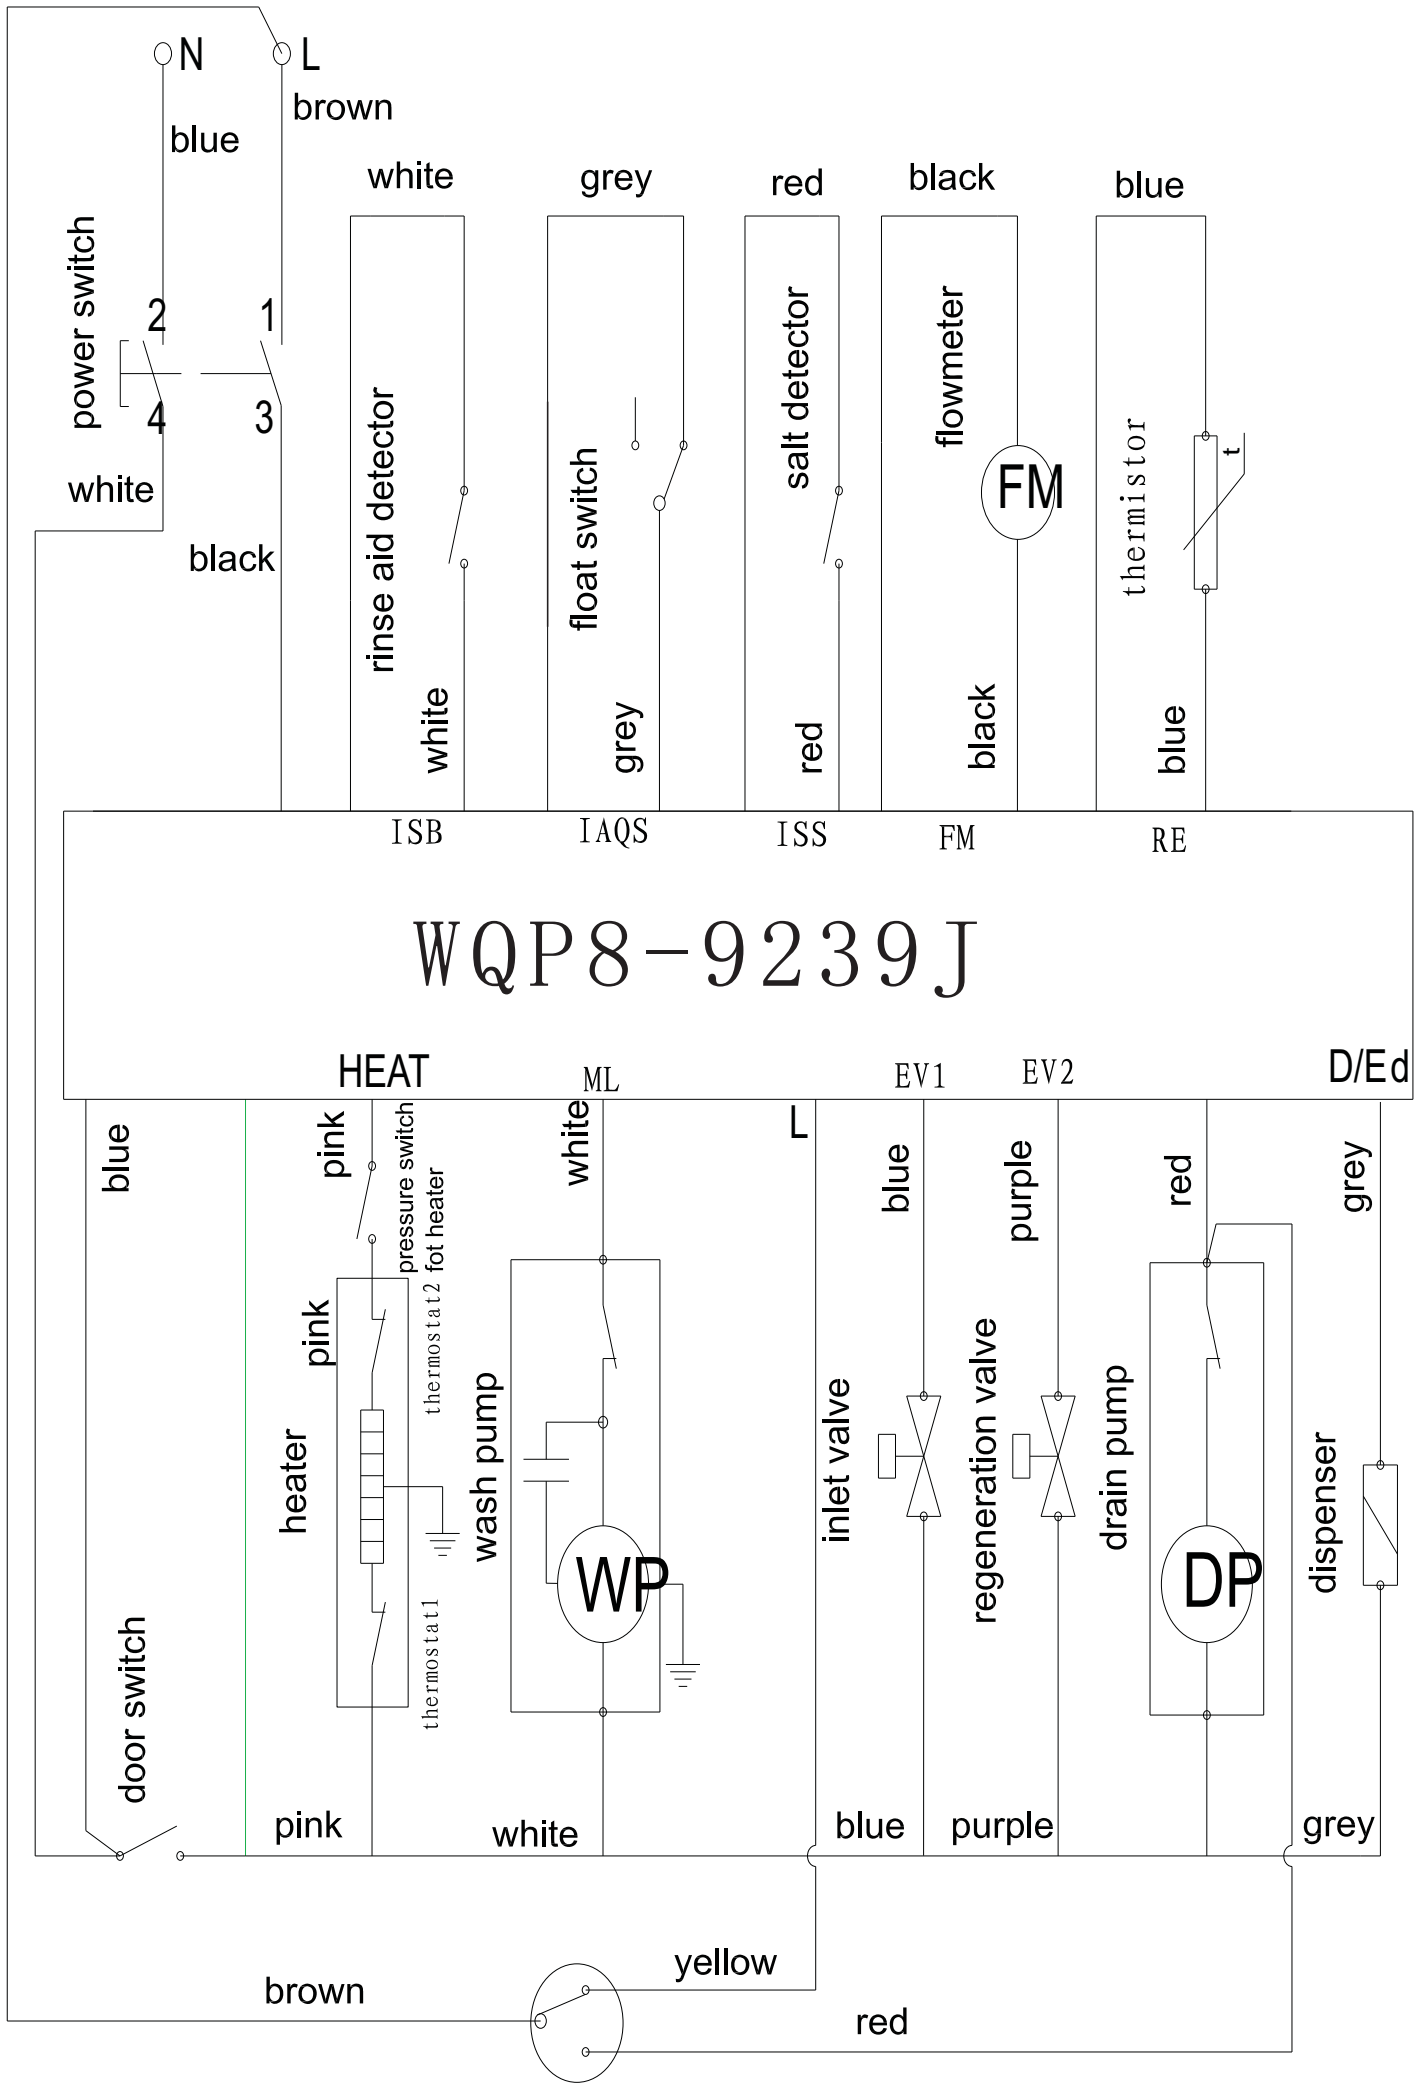 N
L
brown
blue
white
grey
red
black
blue
power switch
2
1
4
3
white
black
rinse aid detector
float switch
salt detector
flowmeter
FM
thermistor
t
white
grey
red
black
blue
ISB
IAQS
ISS
FM
RE
WQP8-9239J
HEAT
ML
EV1
EV2
D/Ed
blue
pink
pressure switch
fot heater
white
L
blue
purple
red
grey
pink
thermostat2
heater
wash pump
WP
inlet valve
regeneration valve
drain pump
DP
dispenser
door switch
thermostat1
pink
white
blue
purple
grey
yellow
brown
red